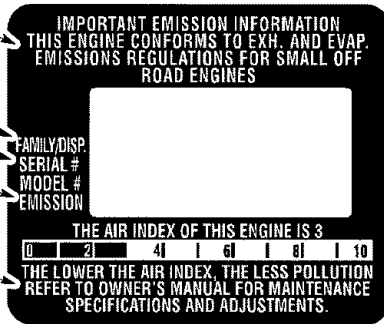 IMPORTANT EMISSION INFORMATION
THIS ENGINE CONFORMS TO EXH. AND EVAP.
EMISSIONS REGULATIONS FOR SMALL OFF
ROAD ENGINES
FAMILY/DISP.
SERIAL #
MODEL #
EMISSION
THE AIR INDEX OF THIS ENGINE IS 3
0 2 4 6 8 10
THE LOWER THE AIR INDEX, THE LESS POLLUTION
REFER TO OWNER'S MANUAL FOR MAINTENANCE
SPECIFICATIONS AND ADJUSTMENTS.